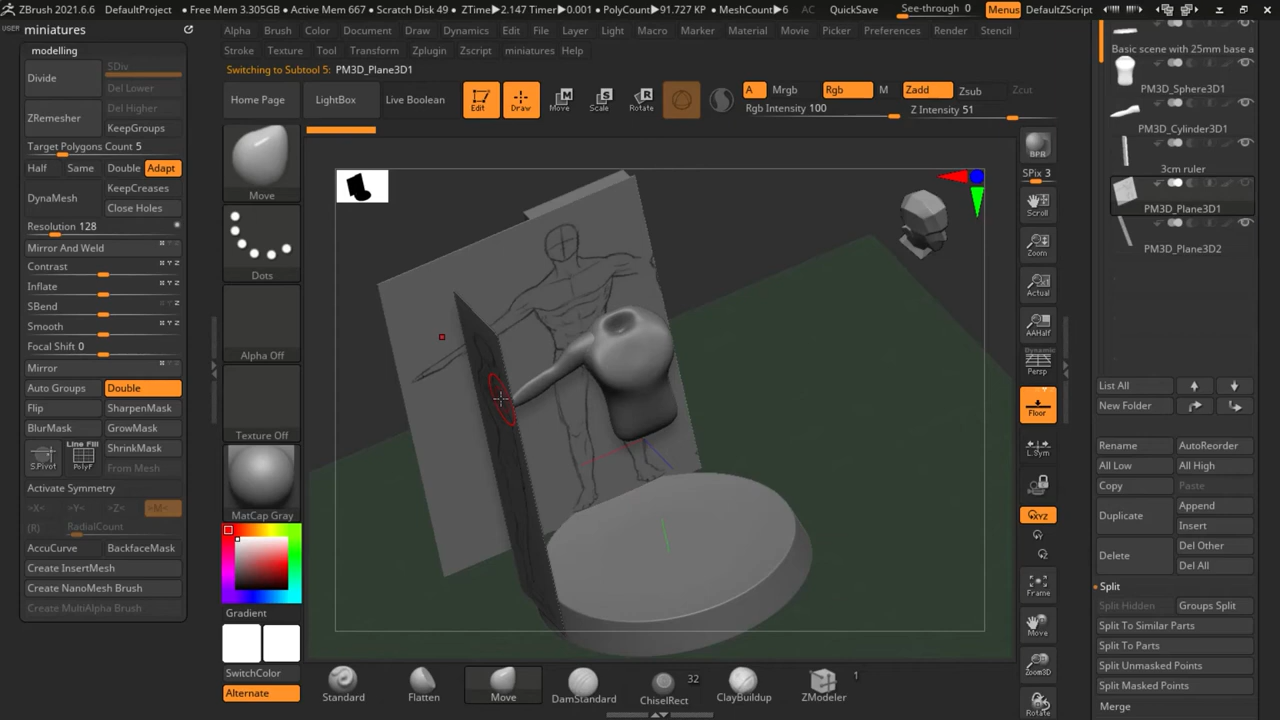 ZBrush 2021.6.6 DefaultProject • Free Mem 3.305GB • Active Mem 667 • Scratch Disk 49 • ZTime▶2.147 Timer▶0.001 • PolyCount▶91.727 KP • MeshCount▶6 AC QuickSave See-through 0 Menus DefaultZScript
USER miniatures Alpha Brush Color Document Draw Dynamics Edit File Layer Light Macro Marker Material Movie Picker Preferences Render Stencil
Stroke Texture Tool Transform Zplugin Zscript miniatures Help
Switching to Subtool 5: PM3D_Plane3D1
modelling
Divide
SDiv
Del Lower
Del Higher
ZRemesher
KeepGroups
Target Polygons Count 5
Half Same Double Adapt
DynaMesh
KeepCreases
Close Holes
Resolution 128
Mirror And Weld
Contrast
Inflate
SBend
Smooth
Focal Shift 0
Mirror
Auto Groups Double
Flip SharpenMask
BlurMask GrowMask
S.Pivot
Line Fill
PolyF
ShrinkMask
From Mesh
Activate Symmetry
>X< >Y< >Z< >M<
(R) RadialCount
AccuCurve BackfaceMask
Create InsertMesh
Create NanoMesh Brush
Create MultiAlpha Brush
Home Page LightBox Live Boolean
Edit Draw Move Scale Rotate
A Mrgb Rgb M Zadd Zsub Zcut
Rgb Intensity 100 Z Intensity 51
Move
Dots
Alpha Off
Texture Off
MatCap Gray
Gradient
SwitchColor
Alternate
Standard Flatten Move DamStandard 32 ChiselRect ClayBuildup 1 ZModeler
BPR
SPix 3
Scroll
Zoom
Actual
AAHalf
Dynamic
Persp
Floor
L.Sym
XYZ
Y
Z
Frame
Move
Zoom3D
Rotate
Basic scene with 25mm base a
PM3D_Sphere3D1
PM3D_Cylinder3D1
3cm ruler
PM3D_Plane3D1
PM3D_Plane3D2
List All
New Folder
Rename AutoReorder
All Low All High
Copy Paste
Duplicate
Append
Insert
Delete
Del Other
Del All
Split
Split Hidden Groups Split
Split To Similar Parts
Split To Parts
Split Unmasked Points
Split Masked Points
Merge